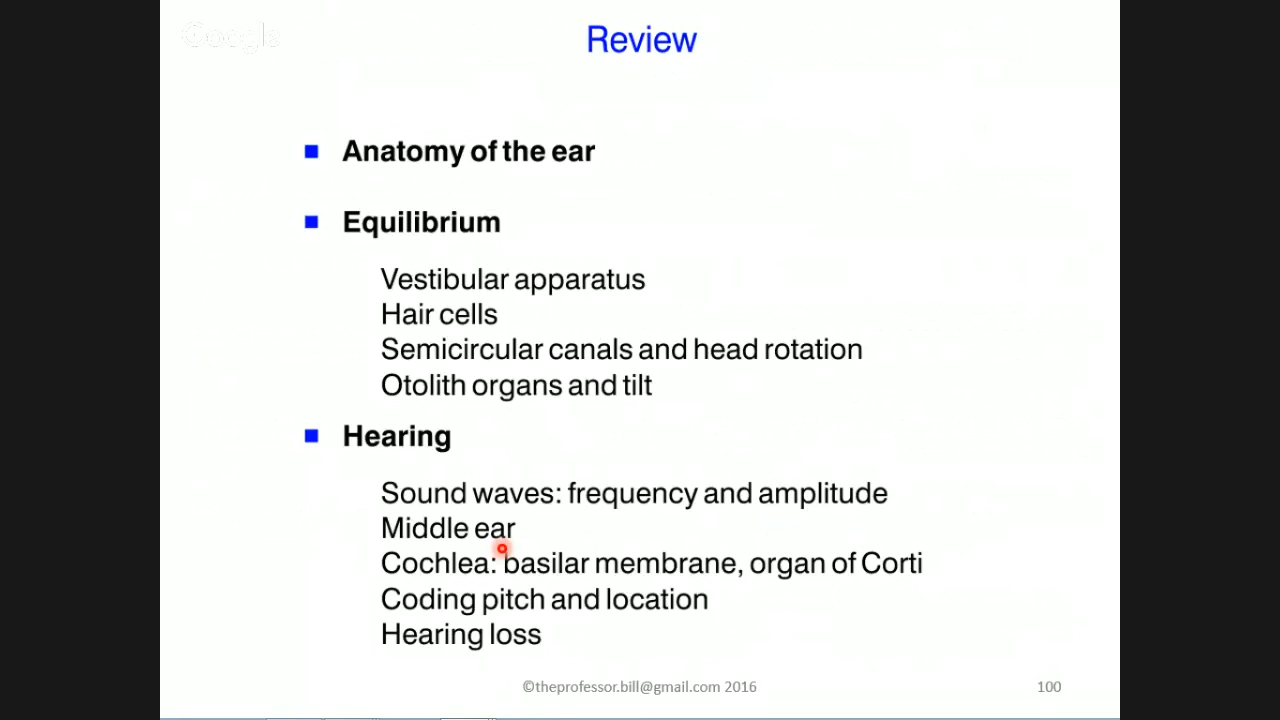 Google
Review
Anatomy of the ear
Equilibrium
Vestibular apparatus
Hair cells
Semicircular canals and head rotation
Otolith organs and tilt
Hearing
Sound waves: frequency and amplitude
Middle ear
Cochlea: basilar membrane, organ of Corti
Coding pitch and location
Hearing loss
©theprofessor.bill@gmail.com 2016
100